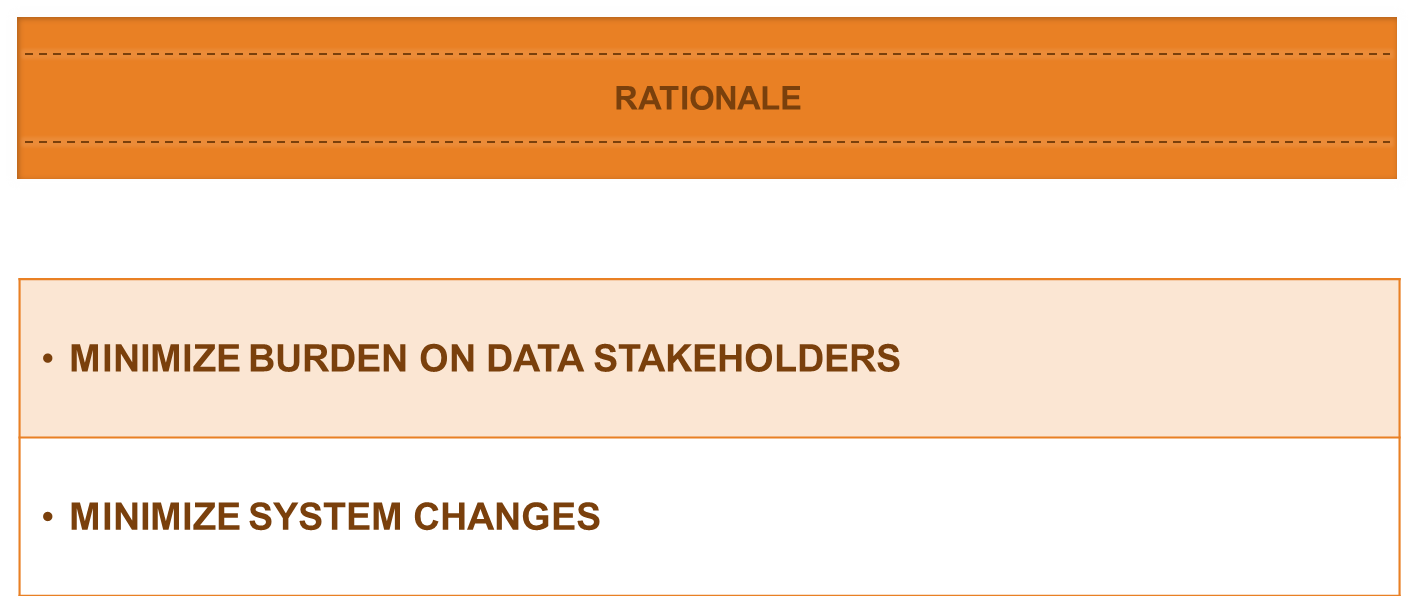 RATIONALE
• MINIMIZE BURDEN ON DATA STAKEHOLDERS
• MINIMIZE SYSTEM CHANGES